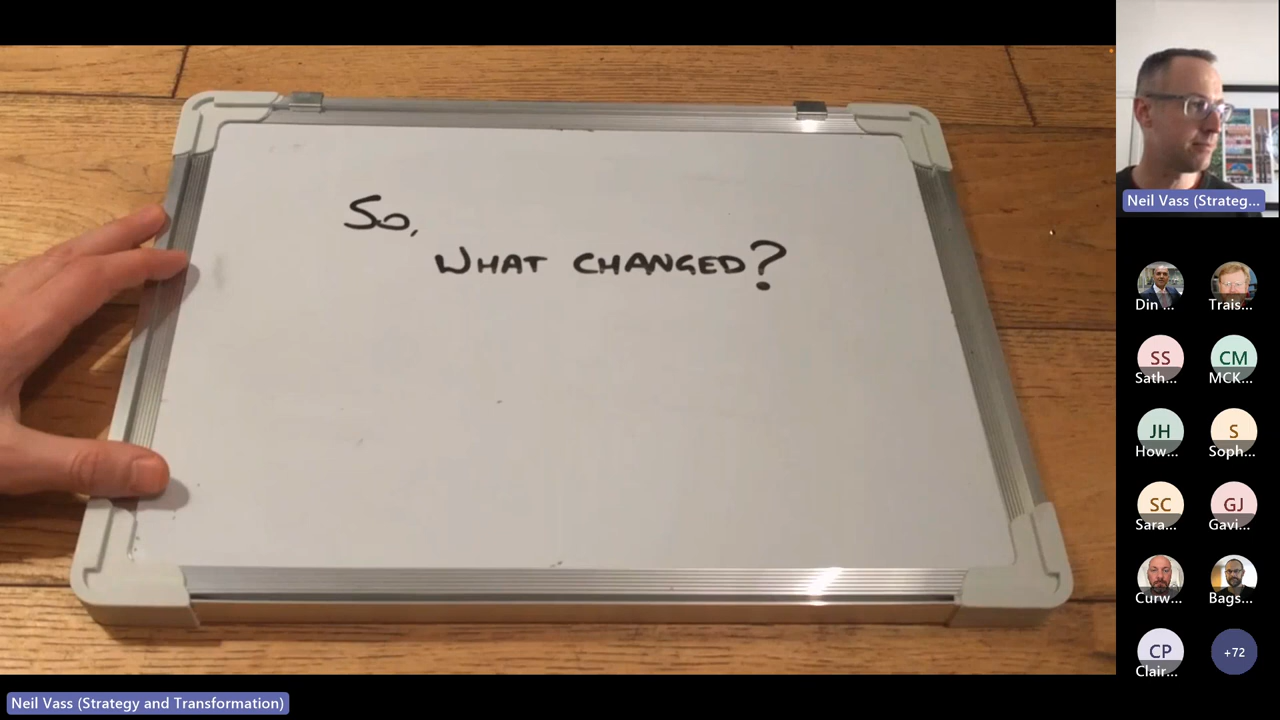 So,
WHAT CHANGED?
Neil Vass (Strateg...
Din ...
Trais...
SS
CM
Sath...
MCK...
JH
S
How...
Soph...
SC
GJ
Sara...
Gavi...
Curw...
Bags...
CP
+72
Clair...
Neil Vass (Strategy and Transformation)